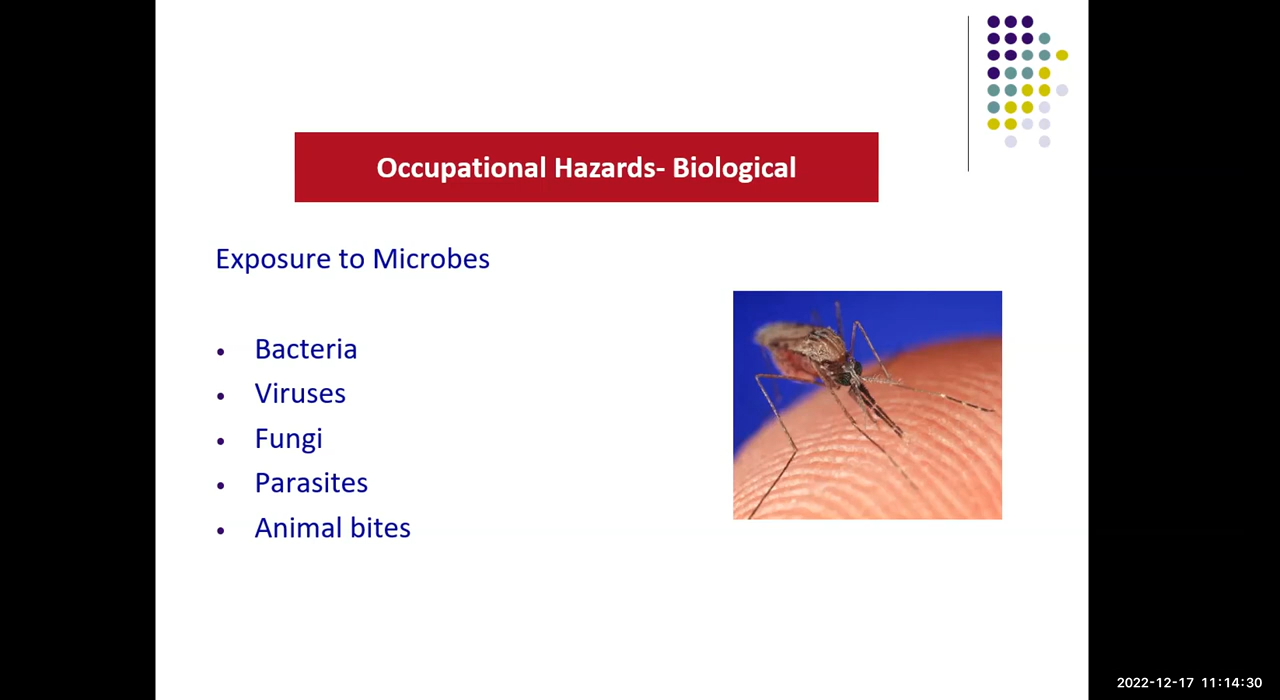 Occupational Hazards- Biological
Exposure to Microbes
• Bacteria
• Viruses
• Fungi
• Parasites
• Animal bites
2022-12-17 11:14:30